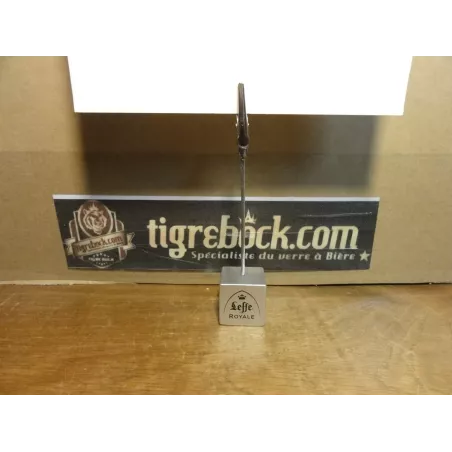 tigrebock.com
tigrebock.com
Spécialiste du verre à Bière
Leffe
ROYALE